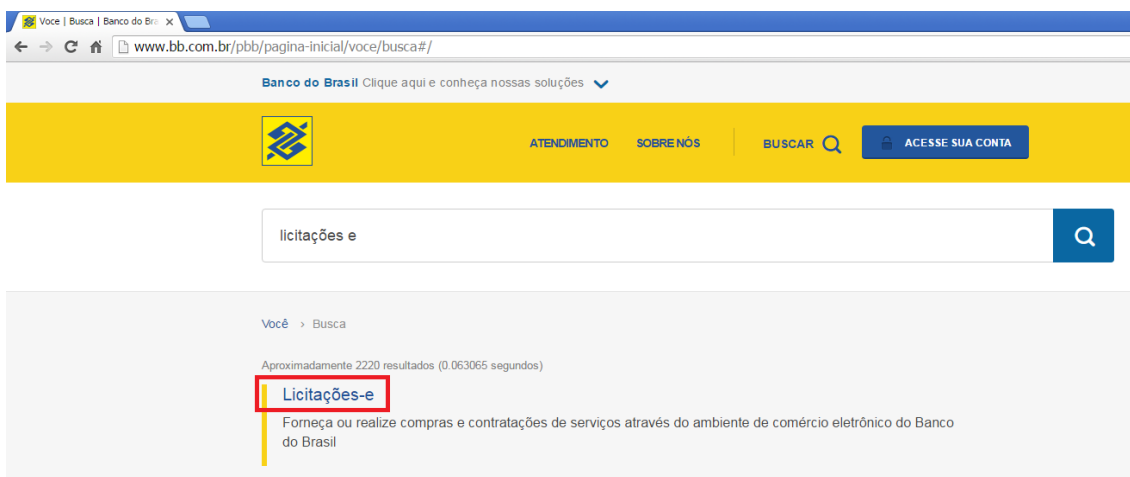 Voce | Busca | Banco do Bra
www.bb.com.br/pbb/pagina-inicial/voce/busca#/
Banco do Brasil Clique aqui e conheça nossas soluções
ATENDIMENTO SOBRE NÓS BUSCAR ACESSE SUA CONTA
licitações e
Você › Busca
Aproximadamente 2220 resultados (0.063065 segundos)
Licitações-e
Forneça ou realize compras e contratações de serviços através do ambiente de comércio eletrônico do Banco
do Brasil